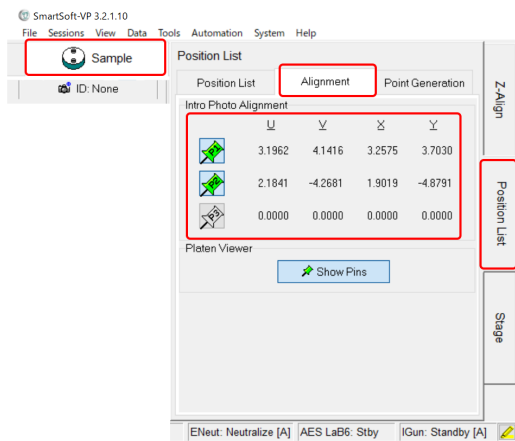 SmartSoft-VP 3.2.1.10
File Sessions View Data Tools Automation System Help
Sample
ID: None
Position List
Position List Alignment Point Generation
Intro Photo Alignment
U V X Y
P1 3.1962 4.1416 3.2575 3.7030
P2 2.1841 -4.2681 1.9019 -4.8791
P3 0.0000 0.0000 0.0000 0.0000
Platen Viewer
Show Pins
Z-Align
Position List
Stage
ENeut: Neutralize [A] AES LaB6: Stby IGun: Standby [A]